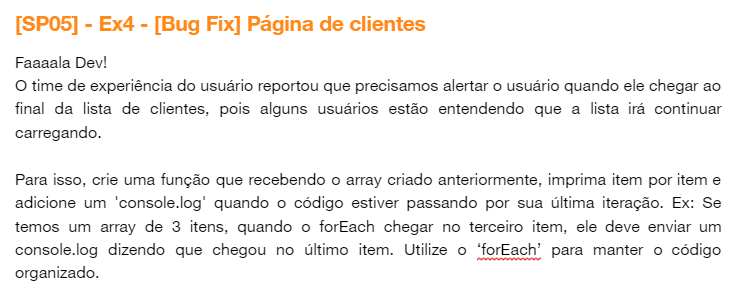 [SP05] - Ex4 - [Bug Fix] Página de clientes
Faaaala Dev!
O time de experiência do usuário reportou que precisamos alertar o usuário quando ele chegar ao
final da lista de clientes, pois alguns usuários estão entendendo que a lista irá continuar
carregando.
Para isso, crie uma função que recebendo o array criado anteriormente, imprima item por item e
adicione um 'console.log' quando o código estiver passando por sua última iteração. Ex: Se
temos um array de 3 itens, quando o forEach chegar no terceiro item, ele deve enviar um
console.log dizendo que chegou no último item. Utilize o ‘forEach’ para manter o código
organizado.